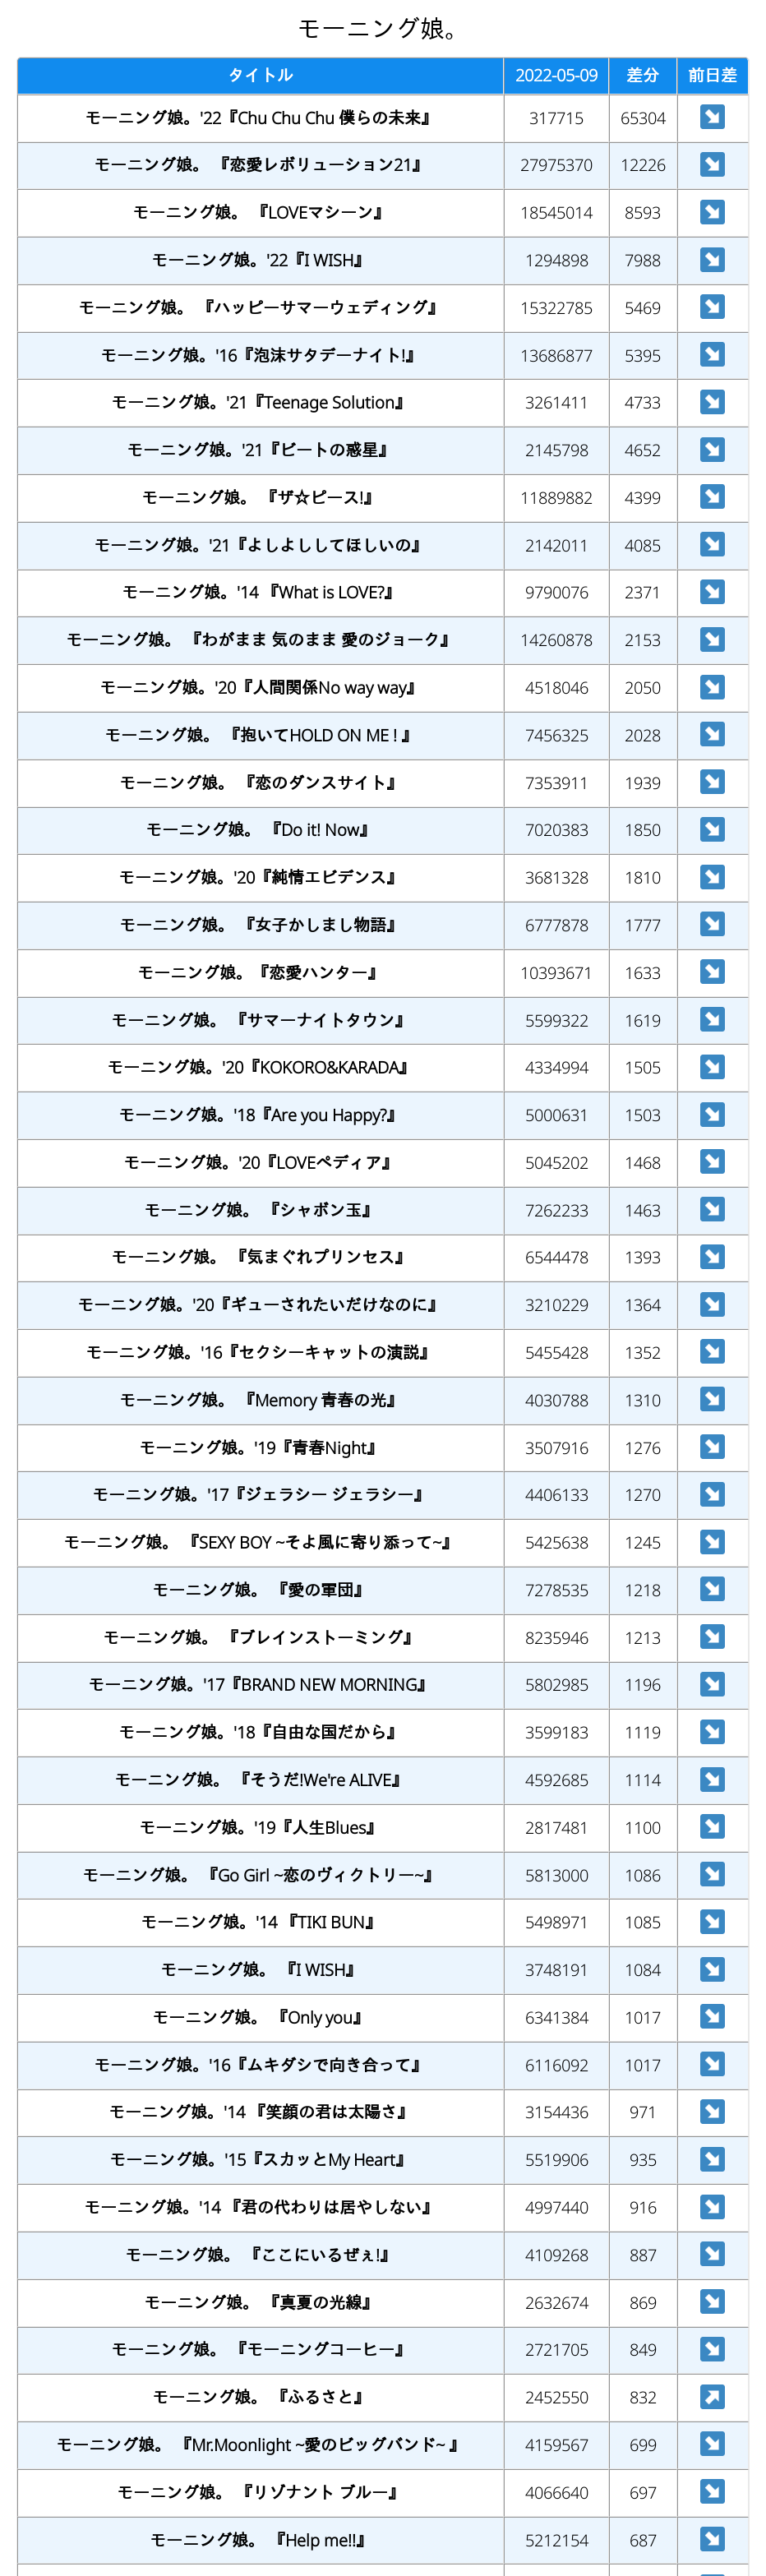 モーニング娘。
タイトル 2022-05-09 差分 前日差
モーニング娘。'22『Chu Chu Chu 僕らの未来』 317715 65304 ↘
モーニング娘。 『恋愛レボリューション21』 27975370 12226 ↘
モーニング娘。 『LOVEマシーン』 18545014 8593 ↘
モーニング娘。'22『I WISH』 1294898 7988 ↘
モーニング娘。 『ハッピーサマーウェディング』 15322785 5469 ↘
モーニング娘。'16『泡沫サタデーナイト!』 13686877 5395 ↘
モーニング娘。'21『Teenage Solution』 3261411 4733 ↘
モーニング娘。'21『ビートの惑星』 2145798 4652 ↘
モーニング娘。 『ザ☆ピース!』 11889882 4399 ↘
モーニング娘。'21『よしよししてほしいの』 2142011 4085 ↘
モーニング娘。'14 『What is LOVE?』 9790076 2371 ↘
モーニング娘。 『わがまま 気のまま 愛のジョーク』 14260878 2153 ↘
モーニング娘。'20『人間関係No way way』 4518046 2050 ↘
モーニング娘。 『抱いてHOLD ON ME ! 』 7456325 2028 ↘
モーニング娘。 『恋のダンスサイト』 7353911 1939 ↘
モーニング娘。 『Do it! Now』 7020383 1850 ↘
モーニング娘。'20『純情エビデンス』 3681328 1810 ↘
モーニング娘。 『女子かしまし物語』 6777878 1777 ↘
モーニング娘。『恋愛ハンター』 10393671 1633 ↘
モーニング娘。 『サマーナイトタウン』 5599322 1619 ↘
モーニング娘。'20『KOKORO&KARADA』 4334994 1505 ↘
モーニング娘。'18『Are you Happy?』 5000631 1503 ↘
モーニング娘。'20『LOVEペディア』 5045202 1468 ↘
モーニング娘。 『シャボン玉』 7262233 1463 ↘
モーニング娘。 『気まぐれプリンセス』 6544478 1393 ↘
モーニング娘。'20『ギューされたいだけなのに』 3210229 1364 ↘
モーニング娘。'16『セクシーキャットの演説』 5455428 1352 ↘
モーニング娘。 『Memory 青春の光』 4030788 1310 ↘
モーニング娘。'19『青春Night』 3507916 1276 ↘
モーニング娘。'17『ジェラシー ジェラシー』 4406133 1270 ↘
モーニング娘。 『SEXY BOY ~そよ風に寄り添って~』 5425638 1245 ↘
モーニング娘。 『愛の軍団』 7278535 1218 ↘
モーニング娘。 『ブレインストーミング』 8235946 1213 ↘
モーニング娘。'17『BRAND NEW MORNING』 5802985 1196 ↘
モーニング娘。'18『自由な国だから』 3599183 1119 ↘
モーニング娘。 『そうだ!We're ALIVE』 4592685 1114 ↘
モーニング娘。'19『人生Blues』 2817481 1100 ↘
モーニング娘。 『Go Girl ~恋のヴィクトリー~』 5813000 1086 ↘
モーニング娘。'14 『TIKI BUN』 5498971 1085 ↘
モーニング娘。 『I WISH』 3748191 1084 ↘
モーニング娘。 『Only you』 6341384 1017 ↘
モーニング娘。'16『ムキダシで向き合って』 6116092 1017 ↘
モーニング娘。'14 『笑顔の君は太陽さ』 3154436 971 ↘
モーニング娘。'15『スカッとMy Heart』 5519906 935 ↘
モーニング娘。'14 『君の代わりは居やしない』 4997440 916 ↘
モーニング娘。 『ここにいるぜぇ!』 4109268 887 ↘
モーニング娘。 『真夏の光線』 2632674 869 ↘
モーニング娘。 『モーニングコーヒー』 2721705 849 ↘
モーニング娘。 『ふるさと』 2452550 832 ↗
モーニング娘。 『Mr.Moonlight ~愛のビッグバンド~ 』 4159567 699 ↘
モーニング娘。 『リゾナント ブルー』 4066640 697 ↘
モーニング娘。 『Help me!!』 5212154 687 ↘